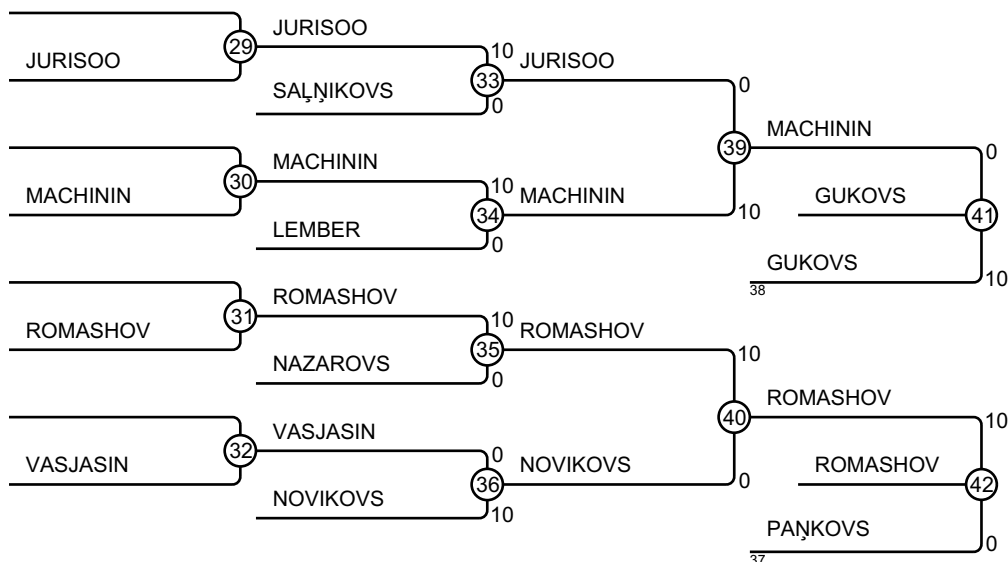 JURISOO
29
JURISOO
10
SAĻŅIKOVS
33
0
JURISOO
0
MACHININ
30
MACHININ
10
LEMBER
34
0
MACHININ
10
39
MACHININ
0
GUKOVS
41
GUKOVS
10
38
ROMASHOV
31
ROMASHOV
10
NAZAROVS
35
0
ROMASHOV
10
VASJASIN
32
VASJASIN
0
NOVIKOVS
36
10
NOVIKOVS
0
40
ROMASHOV
10
ROMASHOV
42
PAŅKOVS
0
37